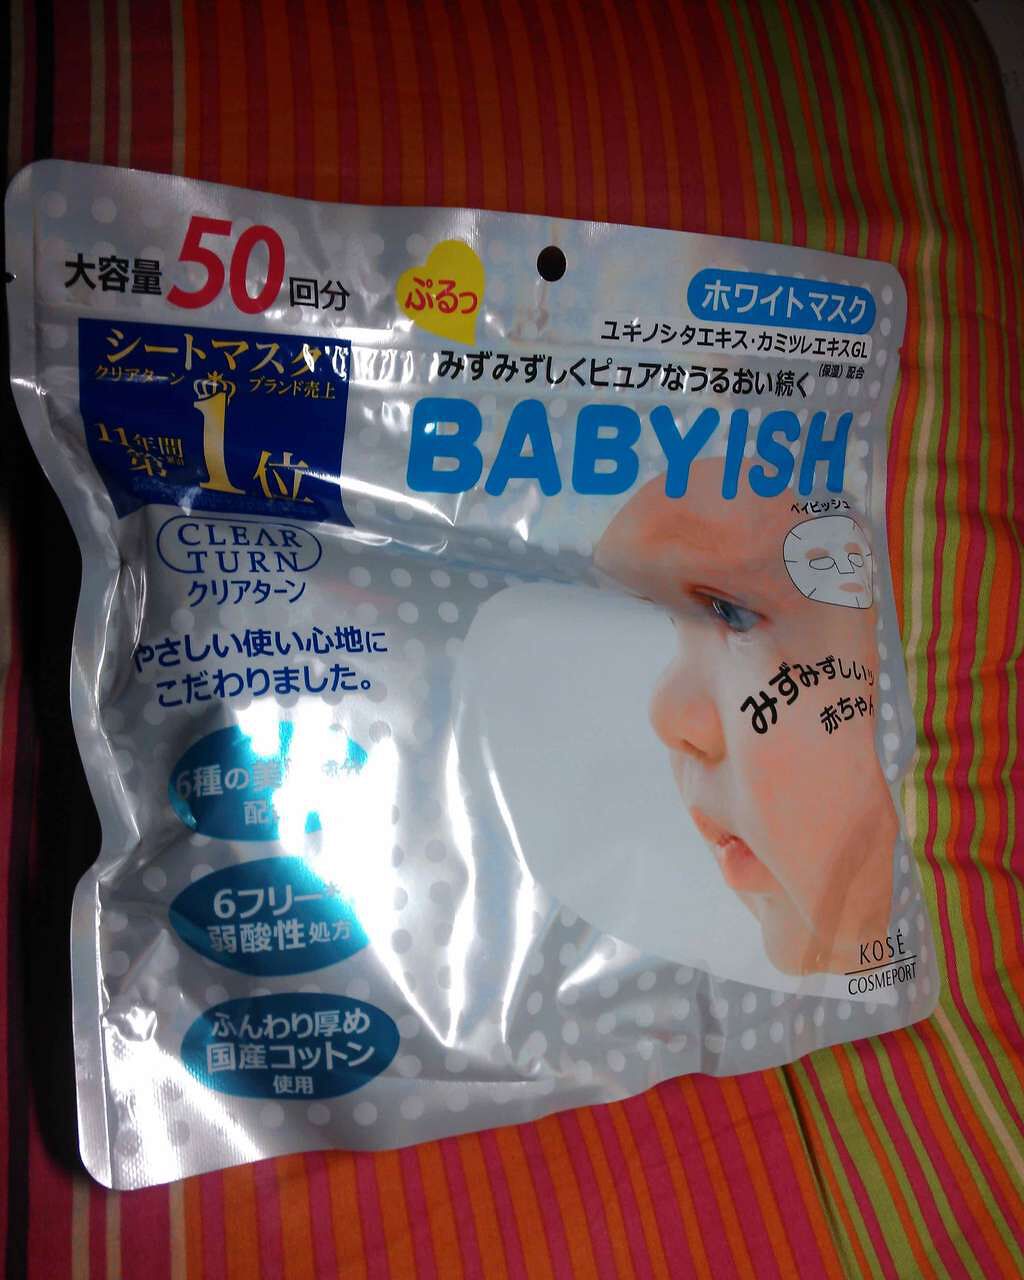 大容量50回分
ぷるっ
ホワイトマスク
ユキノシタエキス・カミツレエキスGL
(保湿)配合
みずみずしくピュアなうるおい続く
BABYISH
ベイビッシュ
シートマスク
クリアターン ブランド売上
11年間
第1位
CLEAR
TURN
クリアターン
やさしい使い心地に
こだわりました。
みずみずしいッ
赤ちゃん
6種の美
配
6フリー*
弱酸性処方
ふんわり厚め
国産コットン
使用
KOSÉ
COSMEPORT